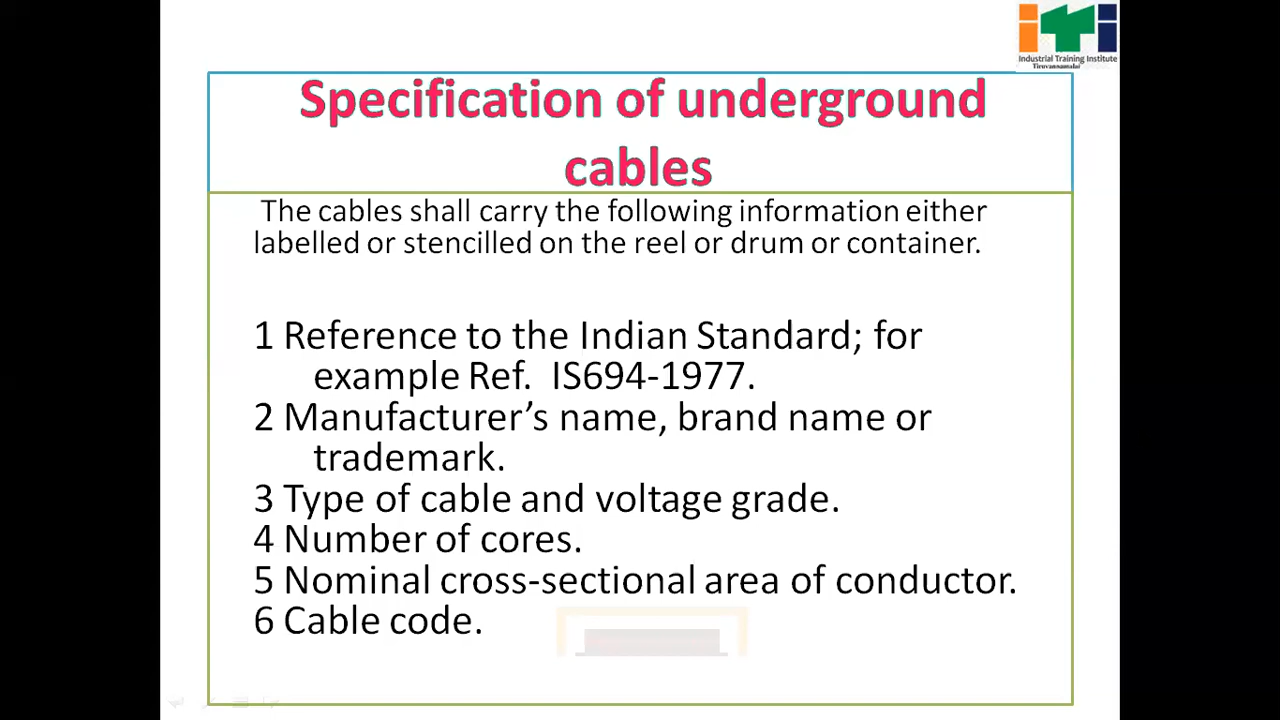 iTi
Industrial Training Institute
Tiruvannamalai
Specification of underground
cables
The cables shall carry the following information either
labelled or stencilled on the reel or drum or container.
1 Reference to the Indian Standard; for
example Ref. IS694-1977.
2 Manufacturer’s name, brand name or
trademark.
3 Type of cable and voltage grade.
4 Number of cores.
5 Nominal cross-sectional area of conductor.
6 Cable code.